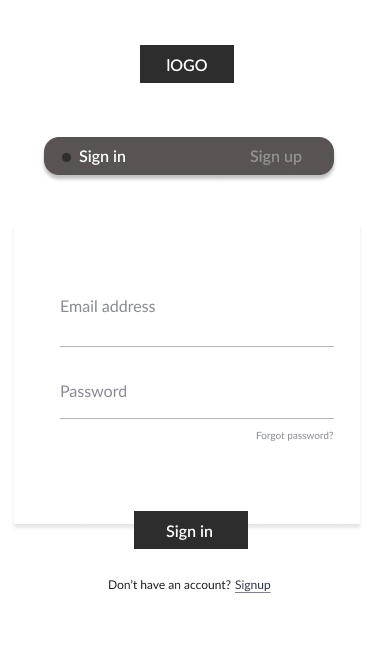 lOGO
Sign in Sign up
Email address
Password
Forgot password?
Sign in
Don't have an account? Signup